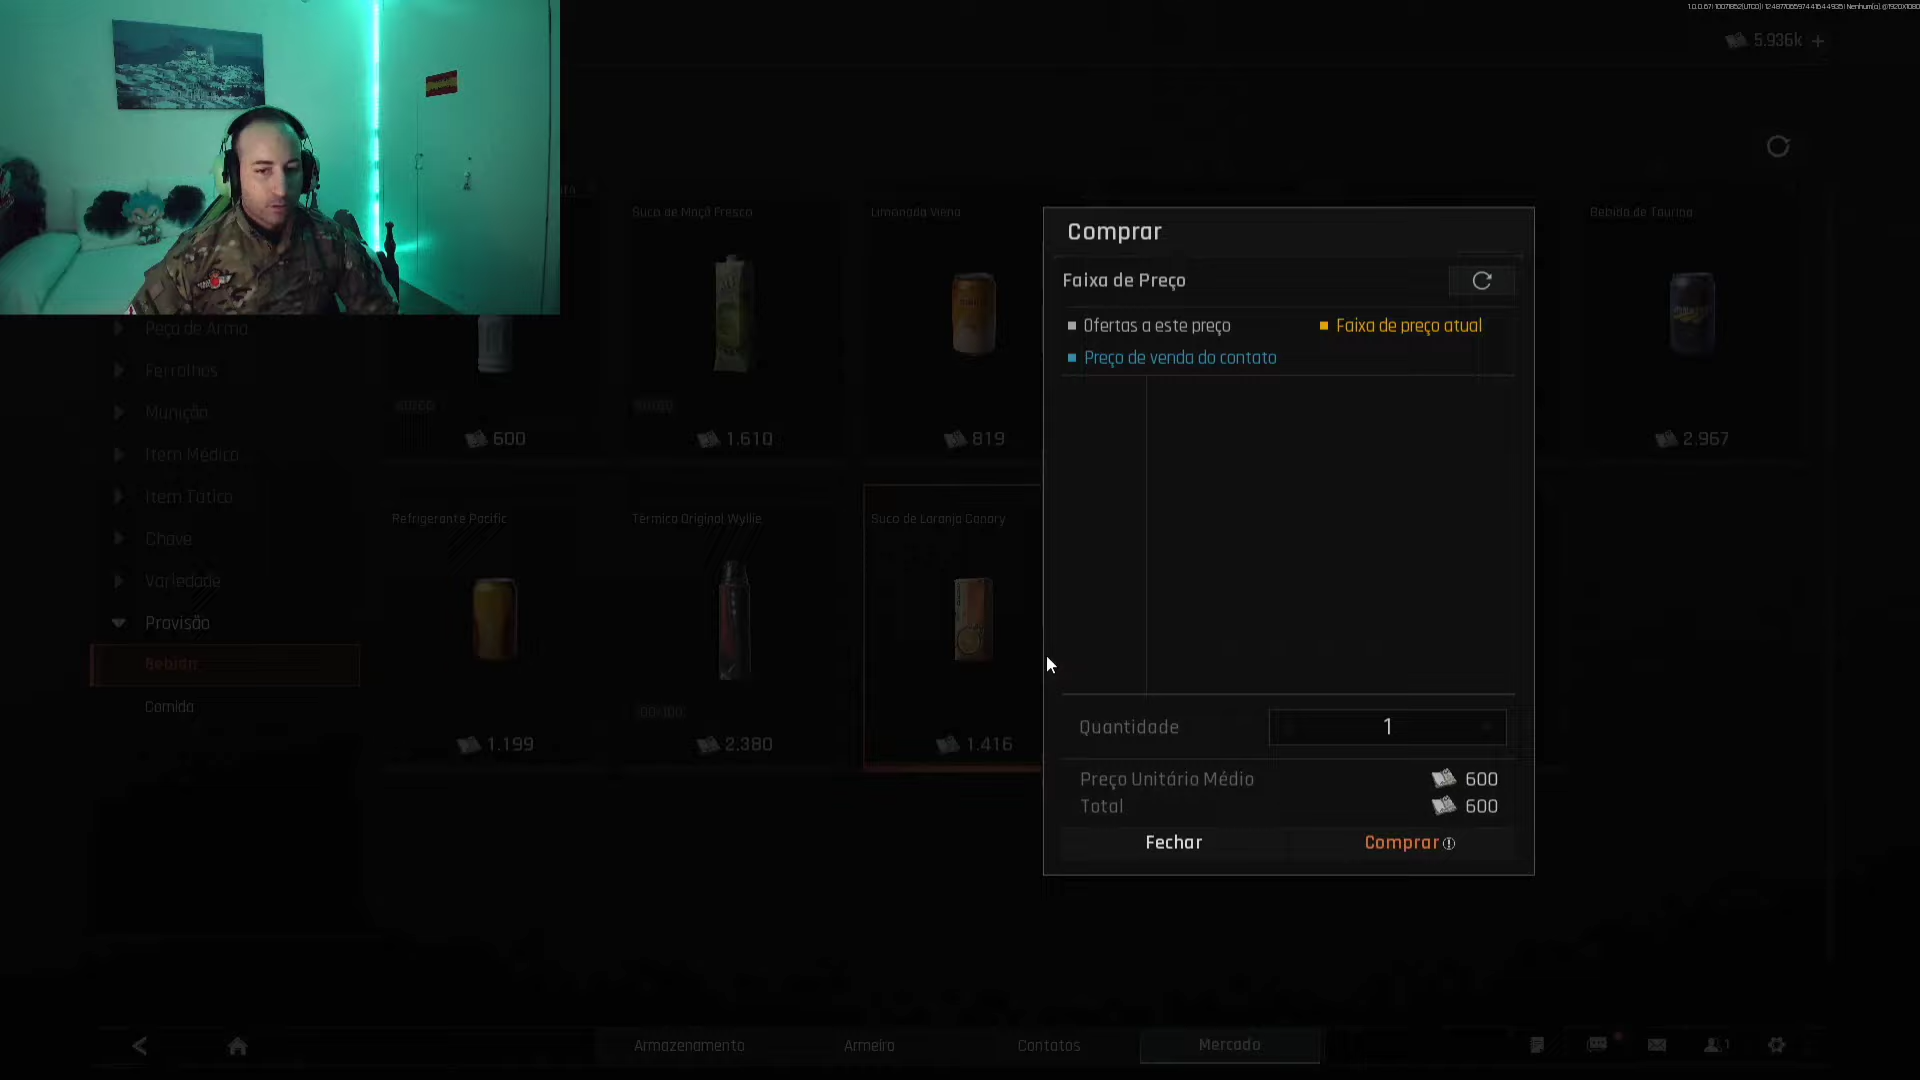 5.936k
Suco de Maçã Fresco
Limonada Viena
Bebida de Taurina
600
1.610
819
2.967
Peça de Arma
Ferrolhos
Munição
Item Médico
Item Tático
Chave
Variedade
Provisão
Bebida
Comida
Refrigerante Pacific
Térmica Original Wyllie
Suco de Laranja Canary
1.199
2.380
1.416
Comprar
Faixa de Preço
Ofertas a este preço
Faixa de preço atual
Preço de venda do contato
Quantidade
1
Preço Unitário Médio
600
Total
600
Fechar
Comprar
Armazenamento
Armeiro
Contatos
Mercado
1